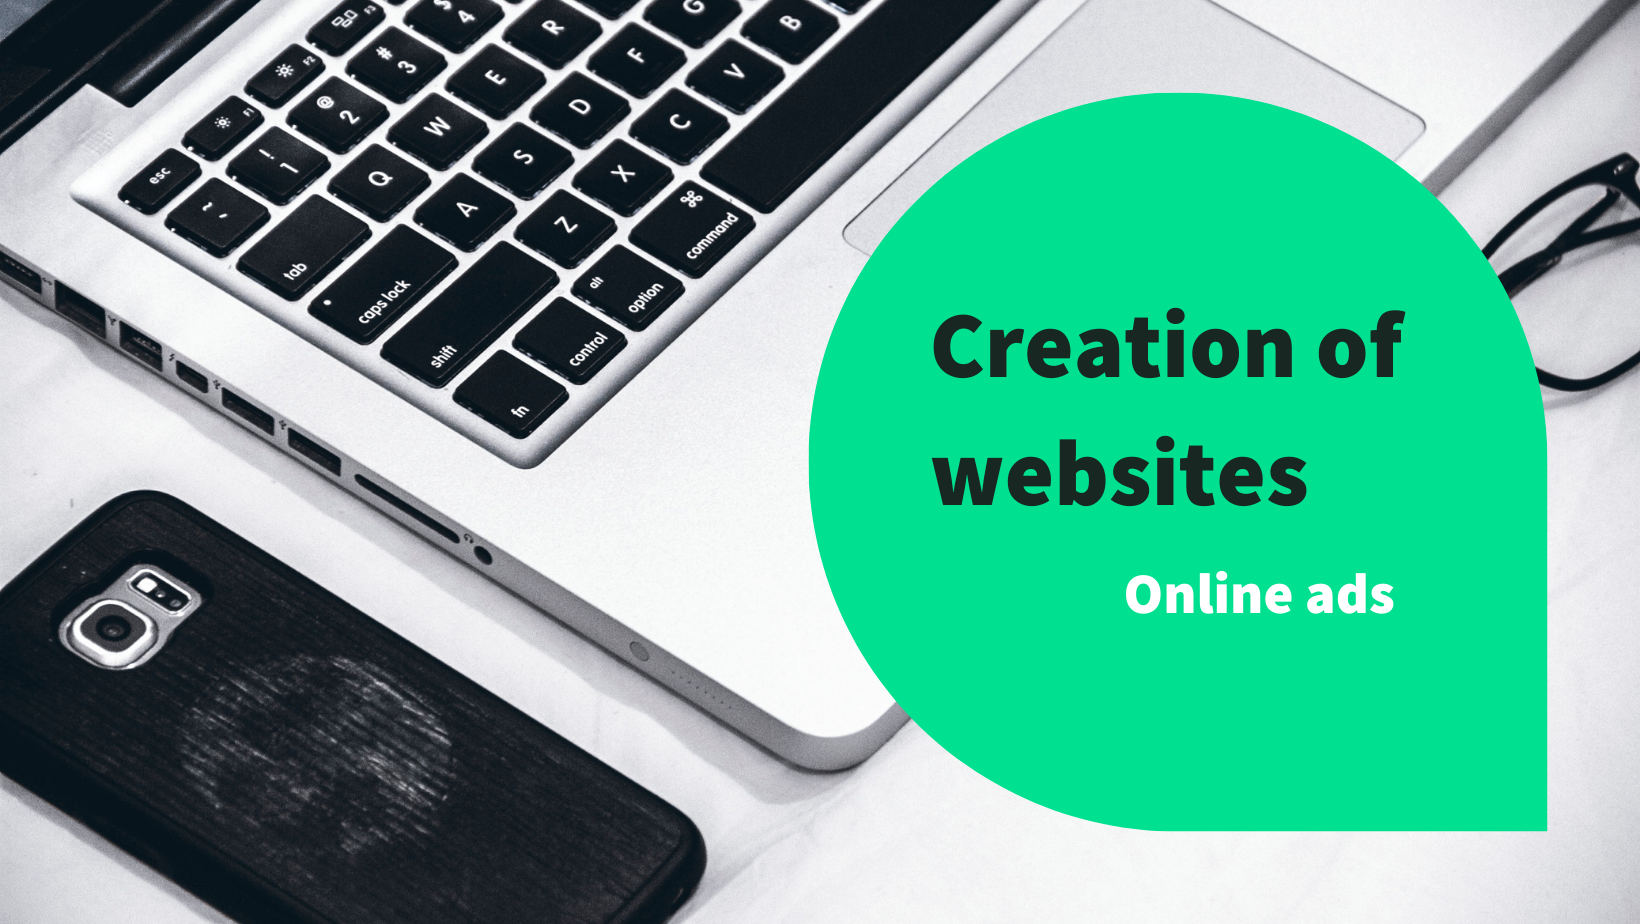 Creation of
websites
Online ads
F3
$
4
R
G
B
F2
#
3
E
F
V
F1
@
2
W
D
C
esc
!
1
Q
S
X
~
A
Z
⌘
command
tab
caps lock
alt
option
shift
control
fn